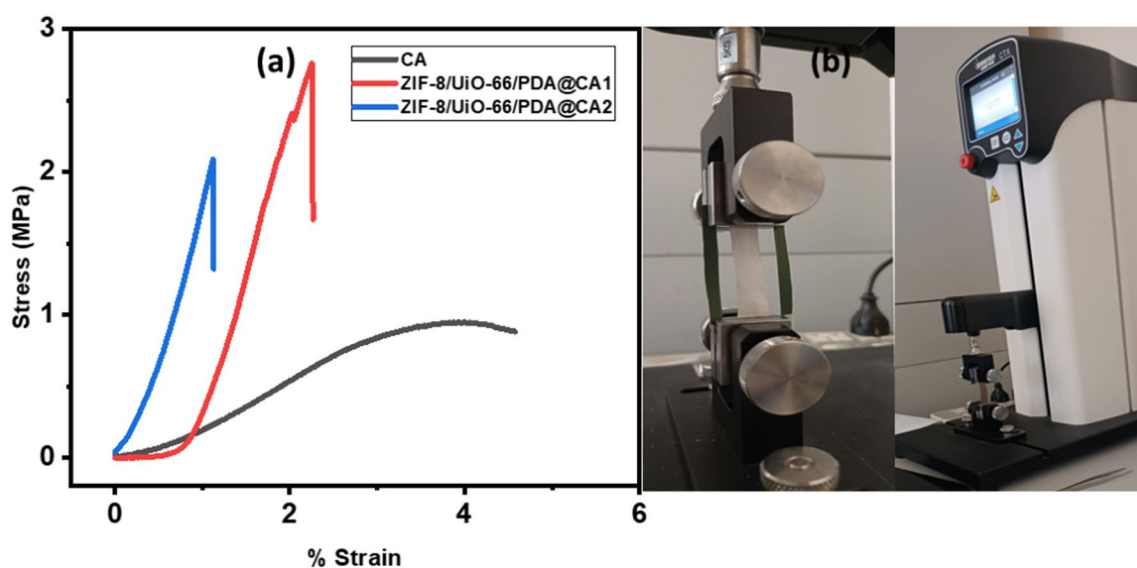 3
2
1
0
Stress (MPa)
(a)
CA
ZIF-8/UiO-66/PDA@CA1
ZIF-8/UiO-66/PDA@CA2
0
2
4
6
% Strain
(b)
CTX